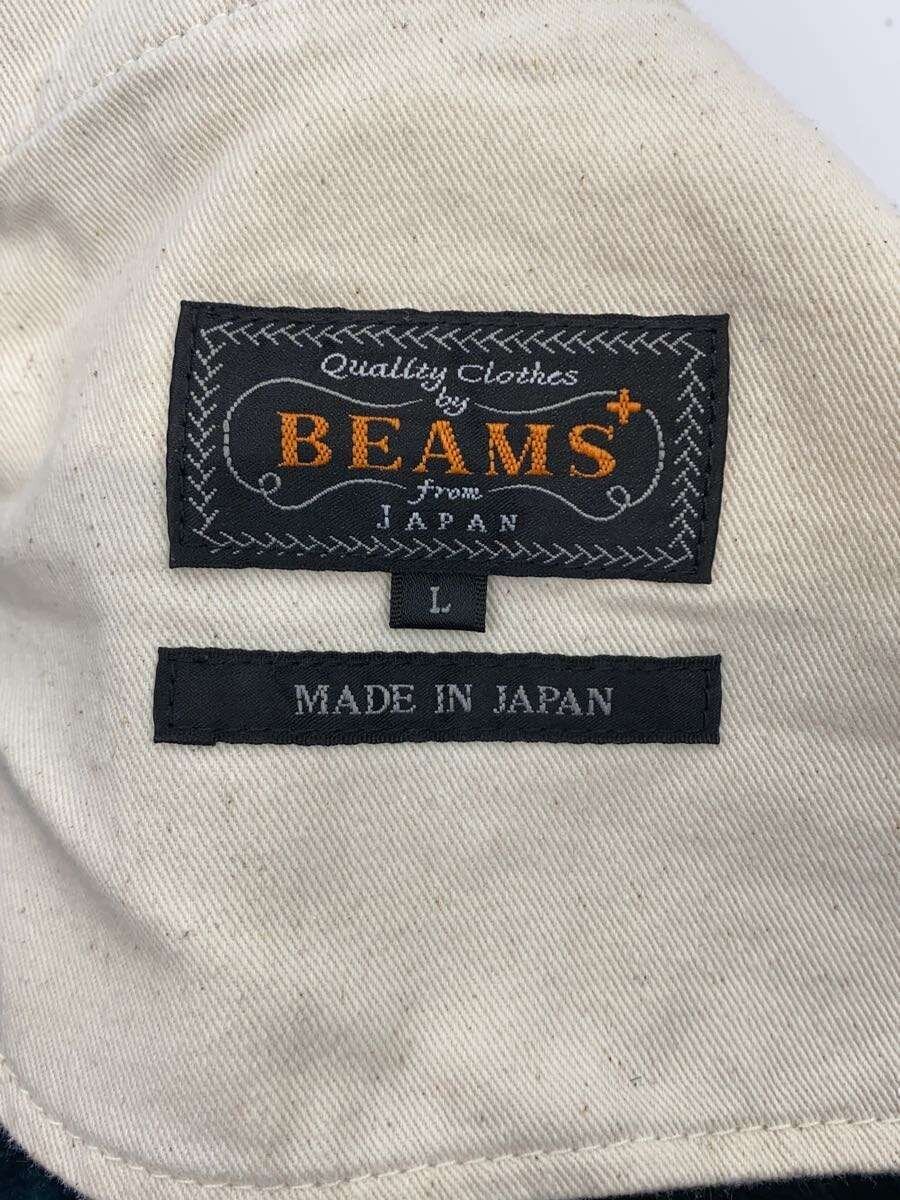 Quality Clothes
by
BEAMS+
from
JAPAN
L
MADE IN JAPAN